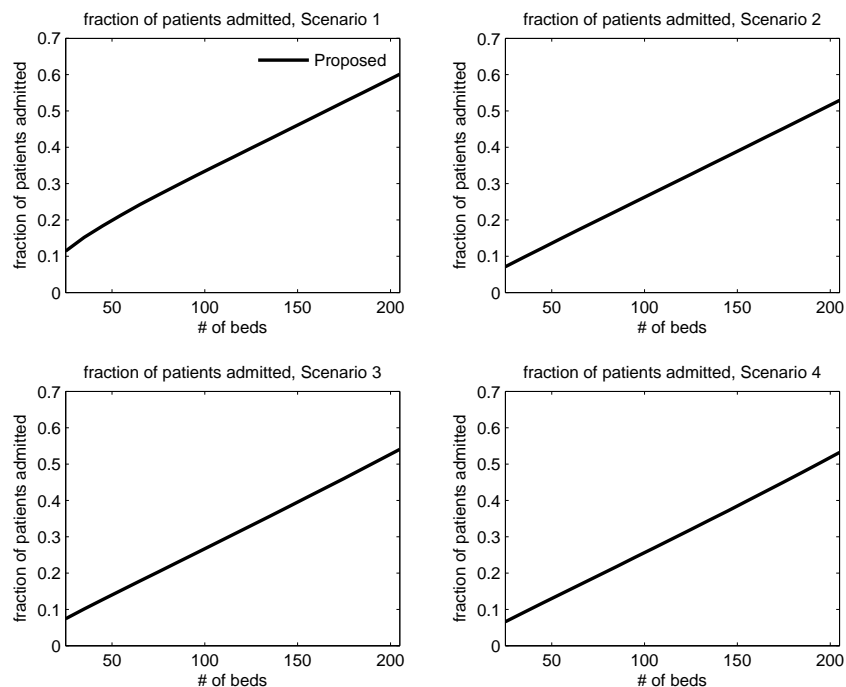 fraction of patients admitted, Scenario 1
0.7
0.6
0.5
0.4
0.3
0.2
0.1
0
fraction of patients admitted
Proposed
50 100 150 200
# of beds
fraction of patients admitted, Scenario 2
0.7
0.6
0.5
0.4
0.3
0.2
0.1
0
fraction of patients admitted
50 100 150 200
# of beds
fraction of patients admitted, Scenario 3
0.7
0.6
0.5
0.4
0.3
0.2
0.1
0
fraction of patients admitted
50 100 150 200
# of beds
fraction of patients admitted, Scenario 4
0.7
0.6
0.5
0.4
0.3
0.2
0.1
0
fraction of patients admitted
50 100 150 200
# of beds